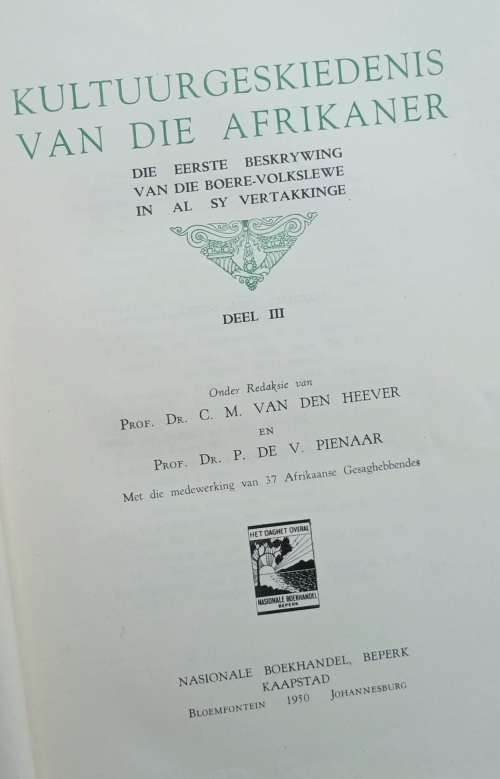 KULTUURGESKIEDENIS
VAN DIE AFRIKANER
DIE EERSTE BESKRYWING
VAN DIE BOERE-VOLKSLEWE
IN AL SY VERTAKKINGE
DEEL III
Onder Redaksie van
PROF. DR. C. M. VAN DEN HEEVER
EN
PROF. DR. P. DE V. PIENAAR
Met die medewerking van 37 Afrikaanse Gesaghebbendes
HET DAGHET OVERAL
NASIONALE BOEKHANDEL
BEPERK
NASIONALE BOEKHANDEL, BEPERK
KAAPSTAD
BLOEMFONTEIN 1950 JOHANNESBURG